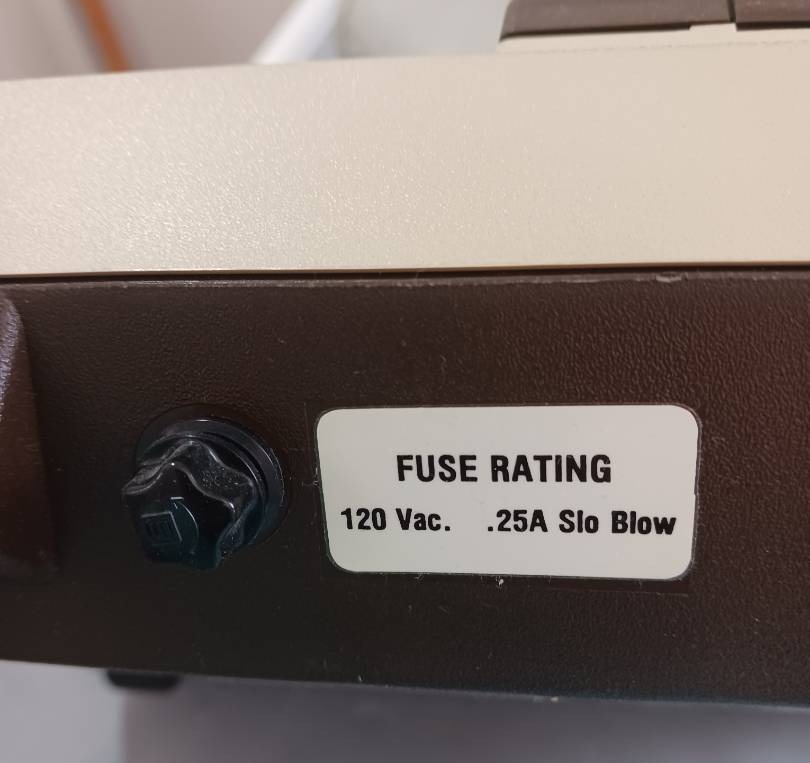 FUSE RATING
120 Vac. .25A Slo Blow